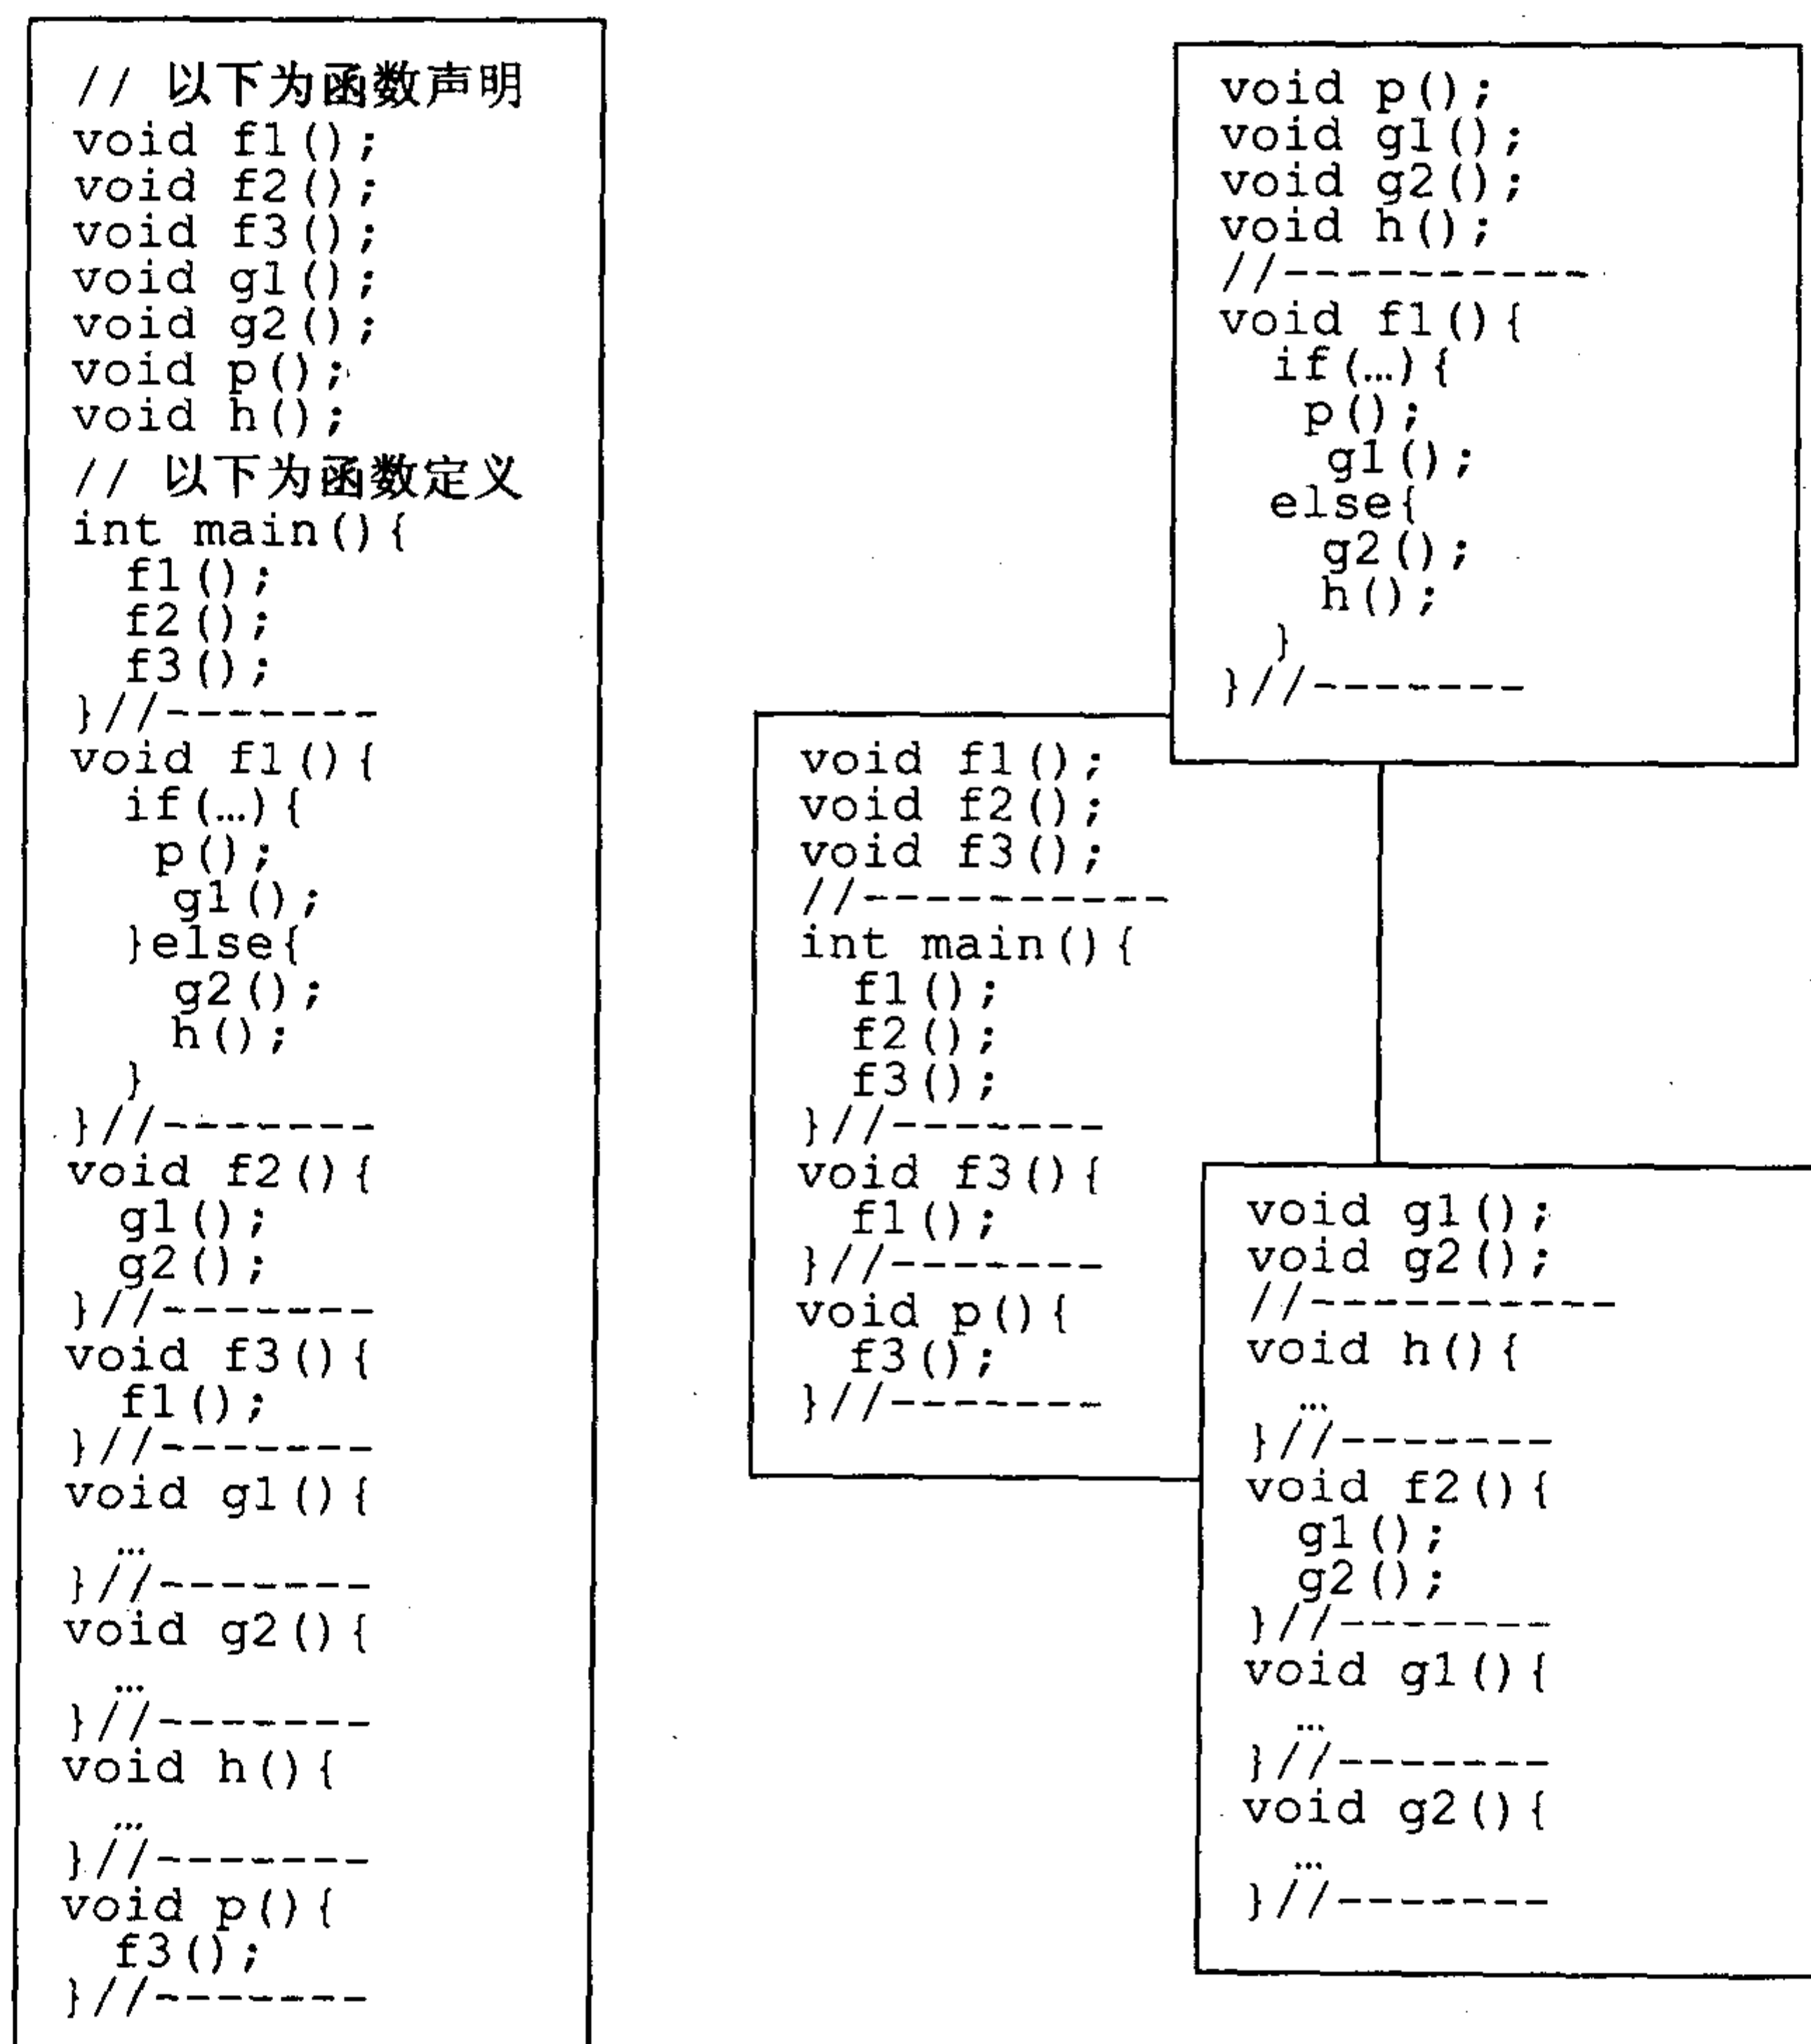 // 以下为函数声明
void f1();
void f2();
void f3();
void g1();
void g2();
void p();
void h();
// 以下为函数定义
int main(){
f1();
f2();
f3();
}//-------
void f1(){
if(…){
p();
g1();
}else{
g2();
h();
}
}//-------
void f2(){
g1();
g2();
}//-------
void f3(){
f1();
}//-------
void g1(){
…
}//-------
void g2(){
…
}//-------
void h(){
…
}//-------
void p(){
f3();
}//-------
void f1();
void f2();
void f3();
//----------
int main(){
f1();
f2();
f3();
}//-------
void f3(){
f1();
}//-------
void p(){
f3();
}//-------
void p();
void g1();
void g2();
void h();
//----------
void f1(){
if(…){
p();
g1();
else{
g2();
h();
}
}//-------
void g1();
void g2();
//----------
void h(){
…
}//-------
void f2(){
g1();
g2();
}//-------
void g1(){
…
}//-------
void g2(){
…
}//-------